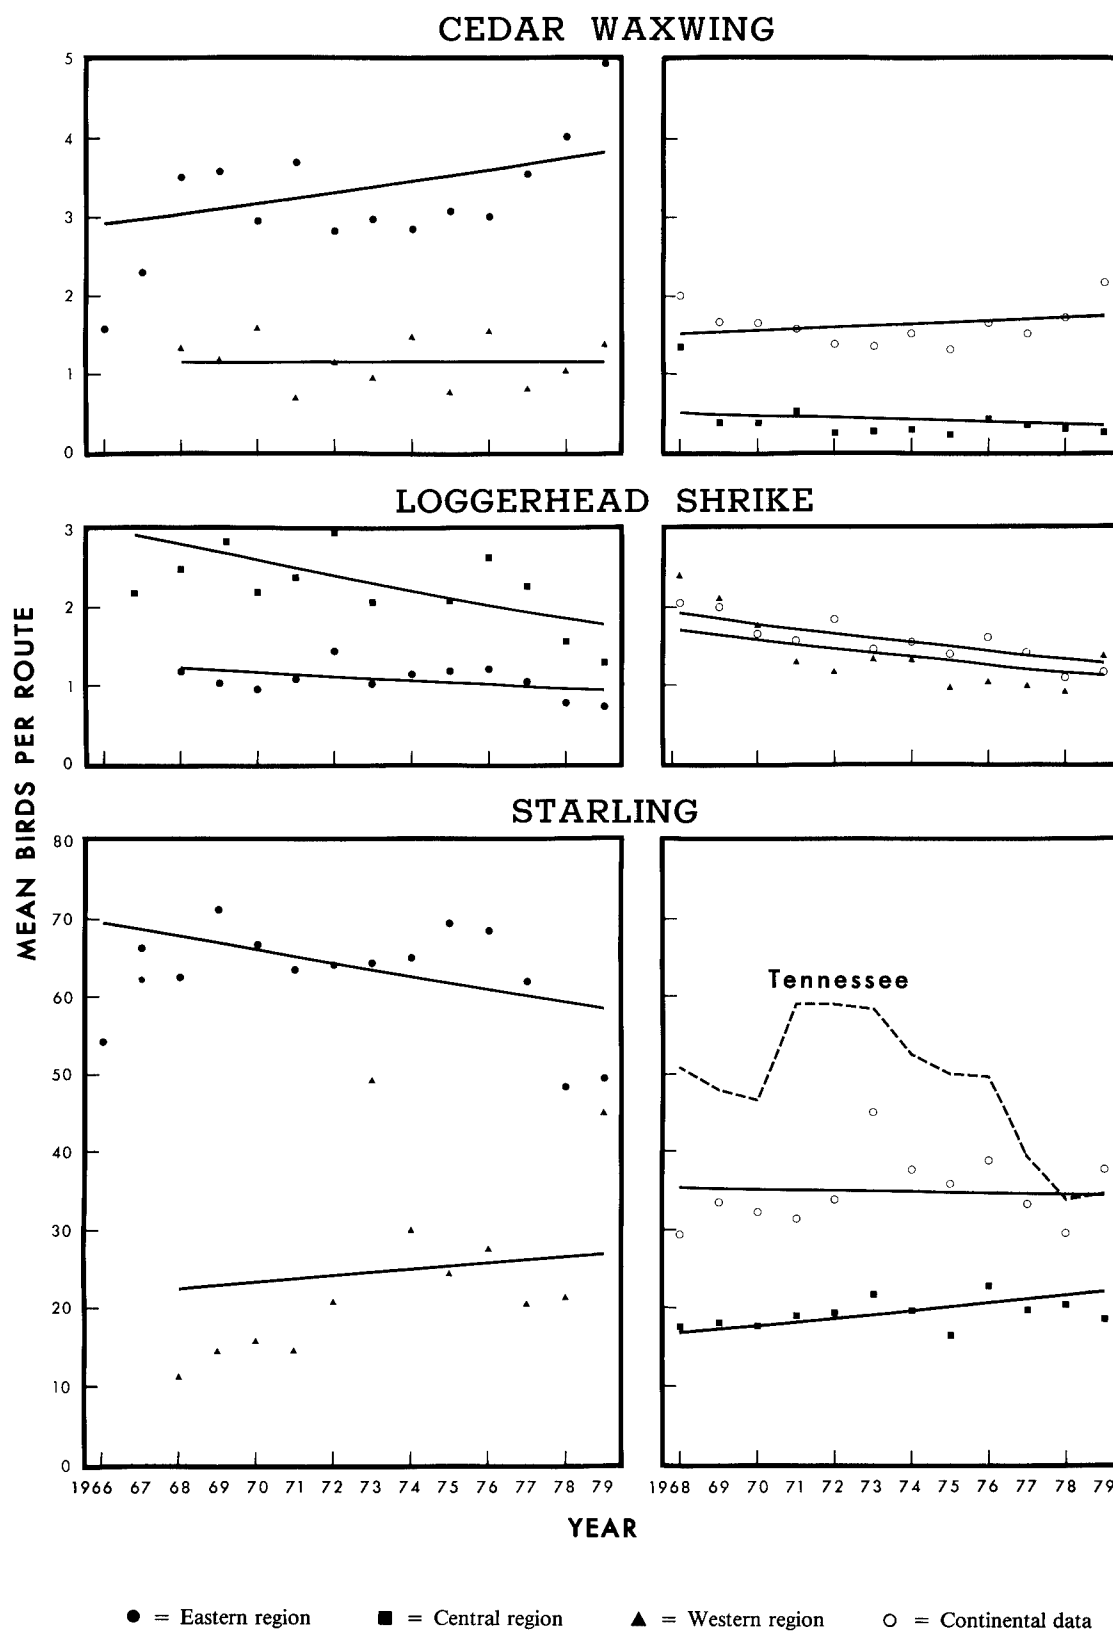 CEDAR WAXWING
5
4
3
2
1
0
LOGGERHEAD SHRIKE
3
2
1
0
STARLING
80
70
60
50
40
30
20
10
0
Tennessee
MEAN BIRDS PER ROUTE
1966 67 68 69 70 71 72 73 74 75 76 77 78 79
1968 69 70 71 72 73 74 75 76 77 78 79
YEAR
● = Eastern region ■ = Central region ▲ = Western region ○ = Continental data